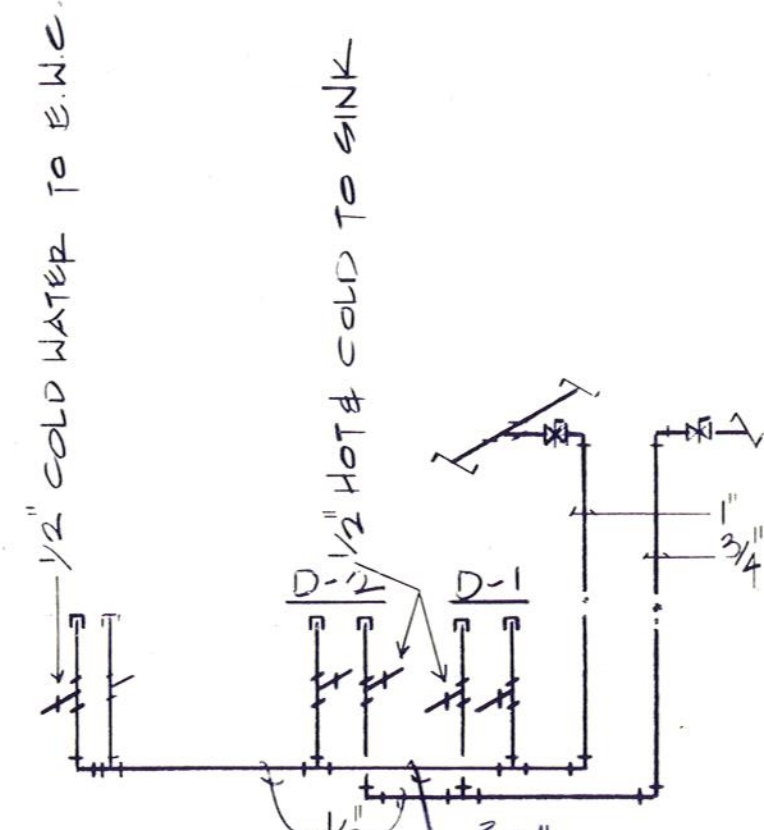 1/2" COLD WATER TO E.W.C.
1/2" HOT & COLD TO SINK
D-2
D-1
1"
3/4"